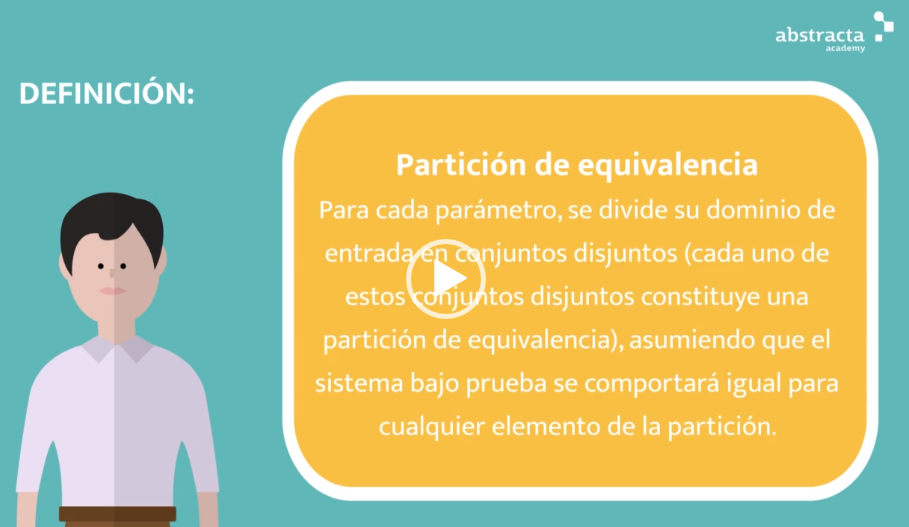 abstracta
academy
DEFINICIÓN:
Partición de equivalencia
Para cada parámetro, se divide su dominio de
entrada en conjuntos disjuntos (cada uno de
estos conjuntos disjuntos constituye una
partición de equivalencia), asumiendo que el
sistema bajo prueba se comportará igual para
cualquier elemento de la partición.